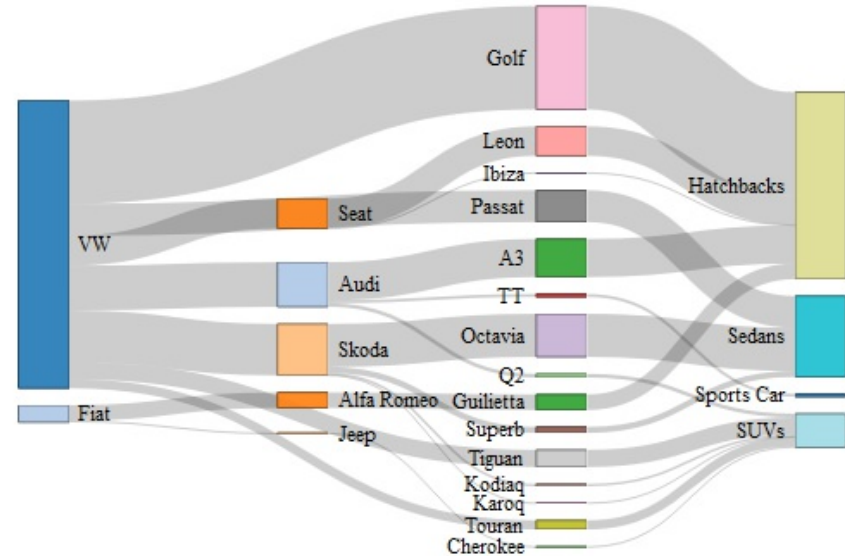 VW
Fiat
Seat
Audi
Skoda
Alfa Romeo
Jeep
Golf
Leon
Ibiza
Passat
A3
TT
Octavia
Q2
Guilietta
Superb
Tiguan
Kodiaq
Karoq
Touran
Cherokee
Hatchbacks
Sedans
Sports Car
SUVs